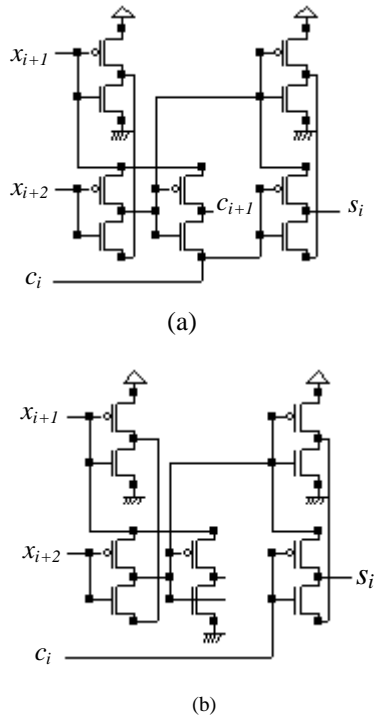 x_{i+1}
x_{i+2}
c_{i+1}
s_i
c_i
(a)
x_{i+1}
x_{i+2}
s_i
c_i
(b)